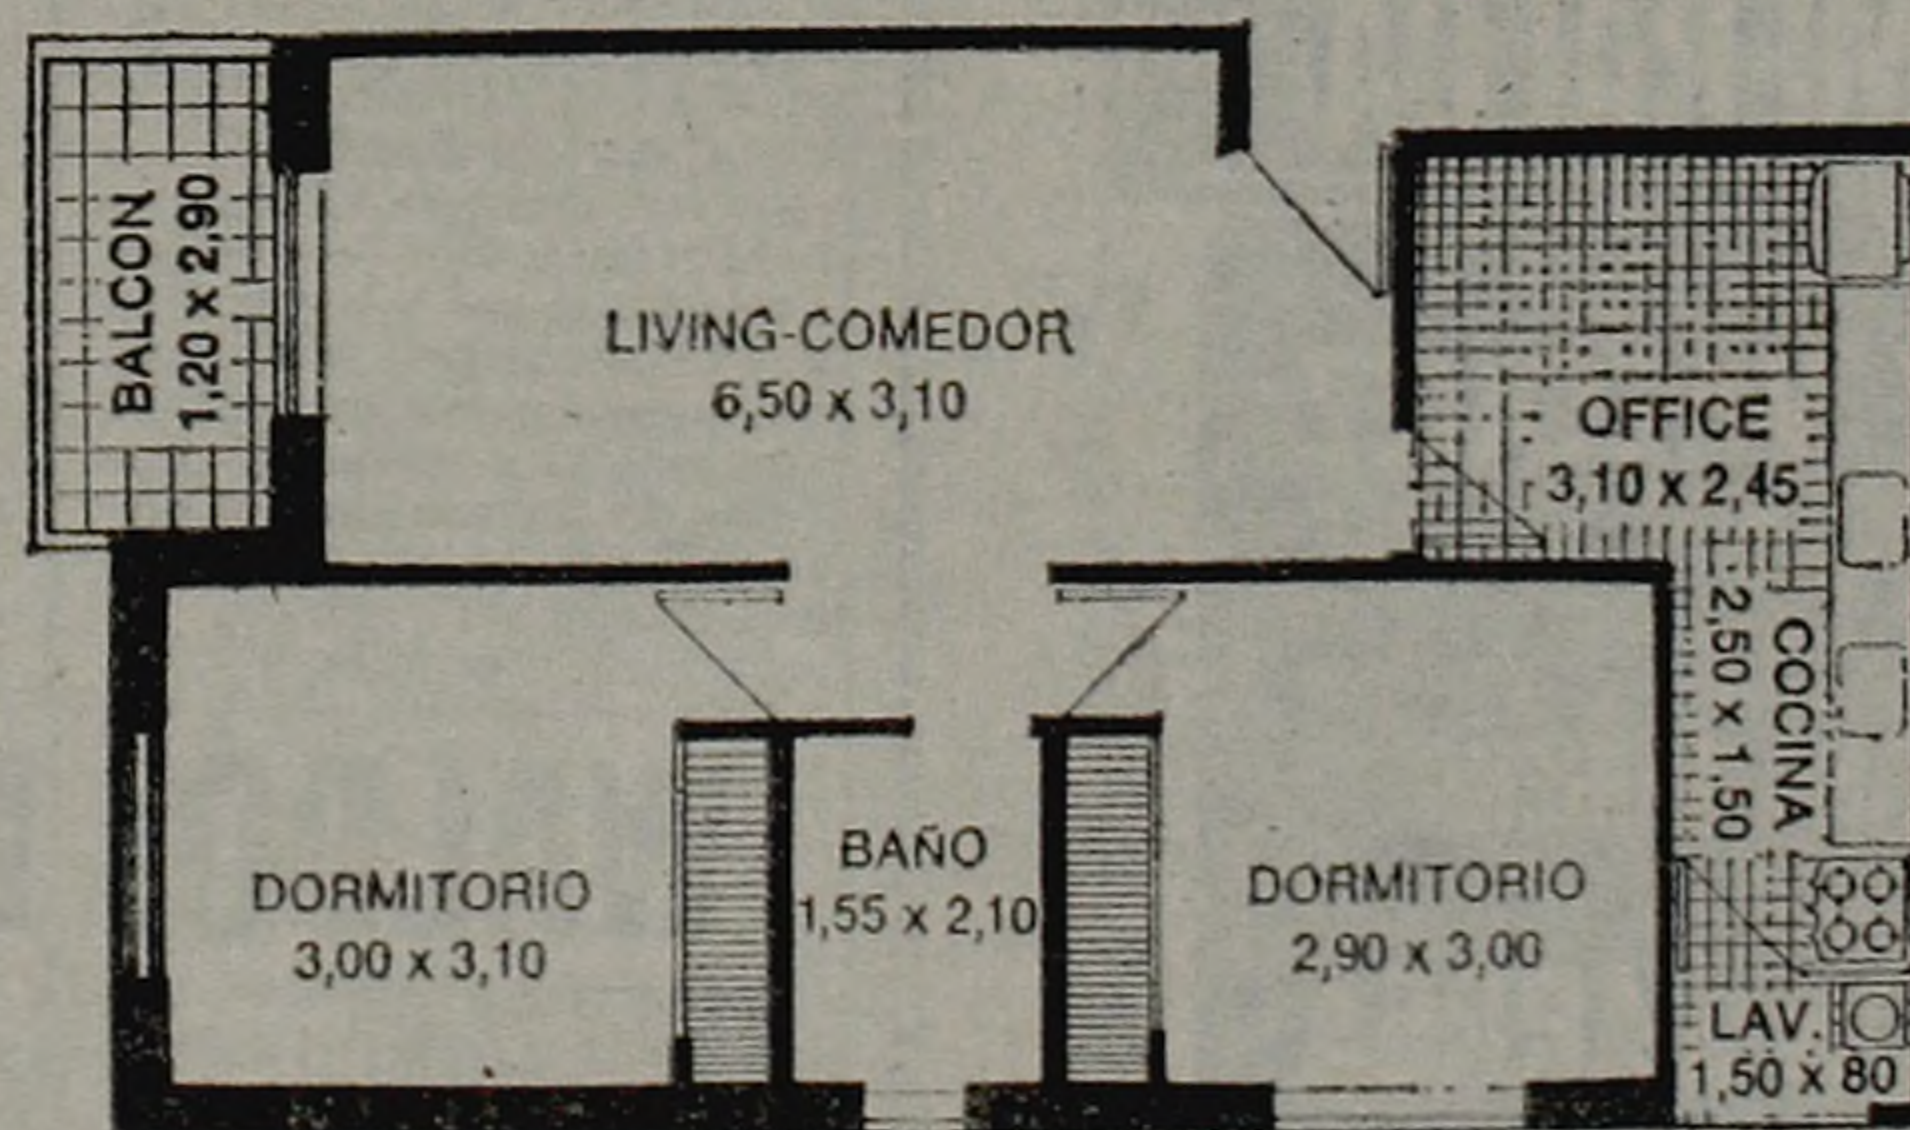 BALCON
1,20 x 2,90
LIVING-COMEDOR
6,50 x 3,10
OFFICE
3,10 x 2,45
COCINA
2,50 x 1,50
DORMITORIO
3,00 x 3,10
BAÑO
1,55 x 2,10
DORMITORIO
2,90 x 3,00
LAV.
1,50 x 80